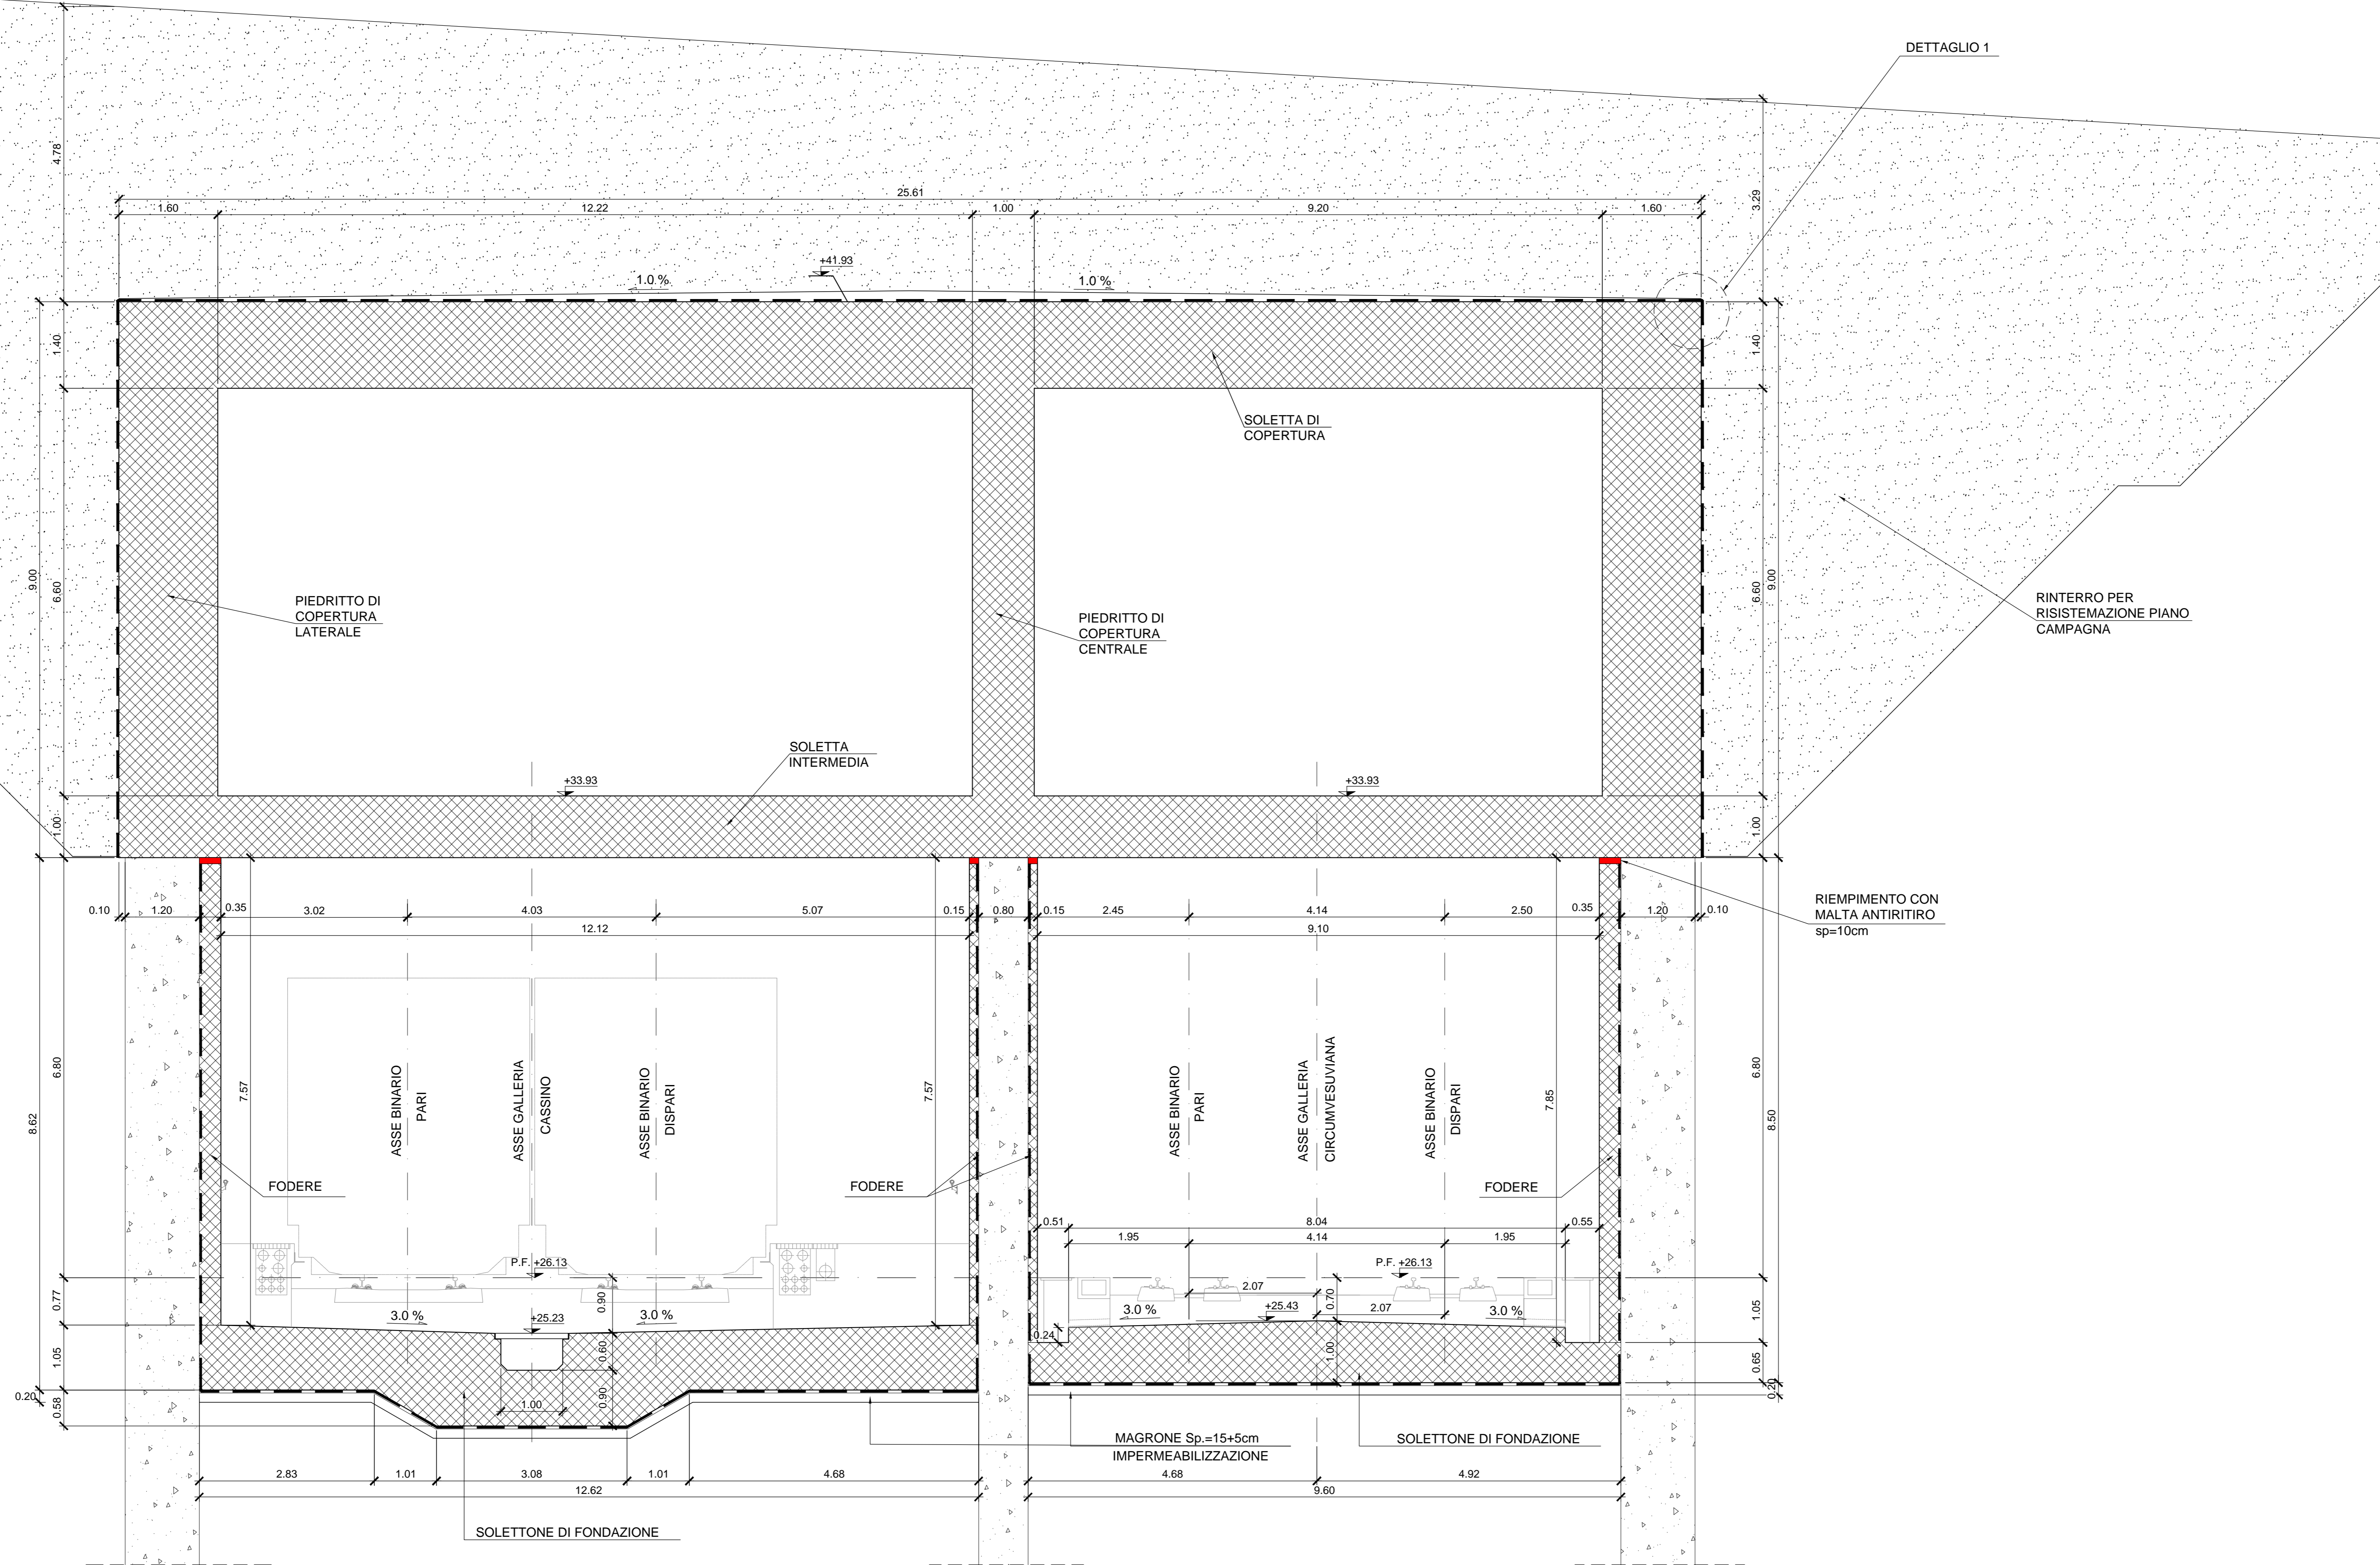 DETTAGLIO 1
4.78
3.29
25.61
1.60
12.22
1.00
9.20
1.60
+41.93
1.0 %
1.0 %
1.40
1.40
SOLETTA DI
COPERTURA
9.00
6.60
6.60
9.00
PIEDRITTO DI
COPERTURA
LATERALE
PIEDRITTO DI
COPERTURA
CENTRALE
RINTERRO PER
RISISTEMAZIONE PIANO
CAMPAGNA
SOLETTA
INTERMEDIA
+33.93
+33.93
1.00
1.00
0.10
1.20
0.35
3.02
4.03
5.07
0.15
0.80
0.15
2.45
4.14
2.50
0.35
1.20
0.10
12.12
9.10
RIEMPIMENTO CON
MALTA ANTIRITIRO
sp=10cm
8.62
6.80
7.57
ASSE BINARIO
PARI
ASSE GALLERIA
CASSINO
ASSE BINARIO
DISPARI
7.57
ASSE BINARIO
PARI
ASSE GALLERIA
CIRCUMVESUVIANA
ASSE BINARIO
DISPARI
7.85
6.80
8.50
FODERE
FODERE
FODERE
0.51
8.04
0.55
1.95
4.14
1.95
P.F. +26.13
P.F. +26.13
0.77
0.90
2.07
0.70
2.07
1.05
3.0 %
+25.23
3.0 %
3.0 %
+25.43
3.0 %
0.24
1.05
0.60
1.00
0.65
0.20
0.58
1.00
0.90
0.20
MAGRONE Sp.=15+5cm
IMPERMEABILIZZAZIONE
SOLETTONE DI FONDAZIONE
2.83
1.01
3.08
1.01
4.68
4.68
4.92
12.62
9.60
SOLETTONE DI FONDAZIONE